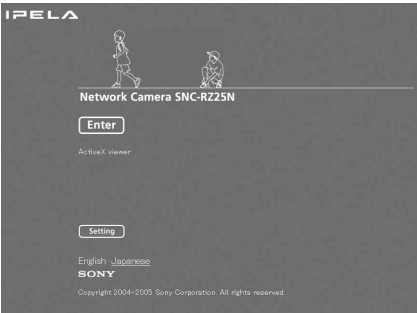 IPELA
Network Camera SNC-RZ25N
Enter
ActiveX viewer
Setting
English Japanese
SONY
Copyright 2004-2005 Sony Corporation. All rights reserved.